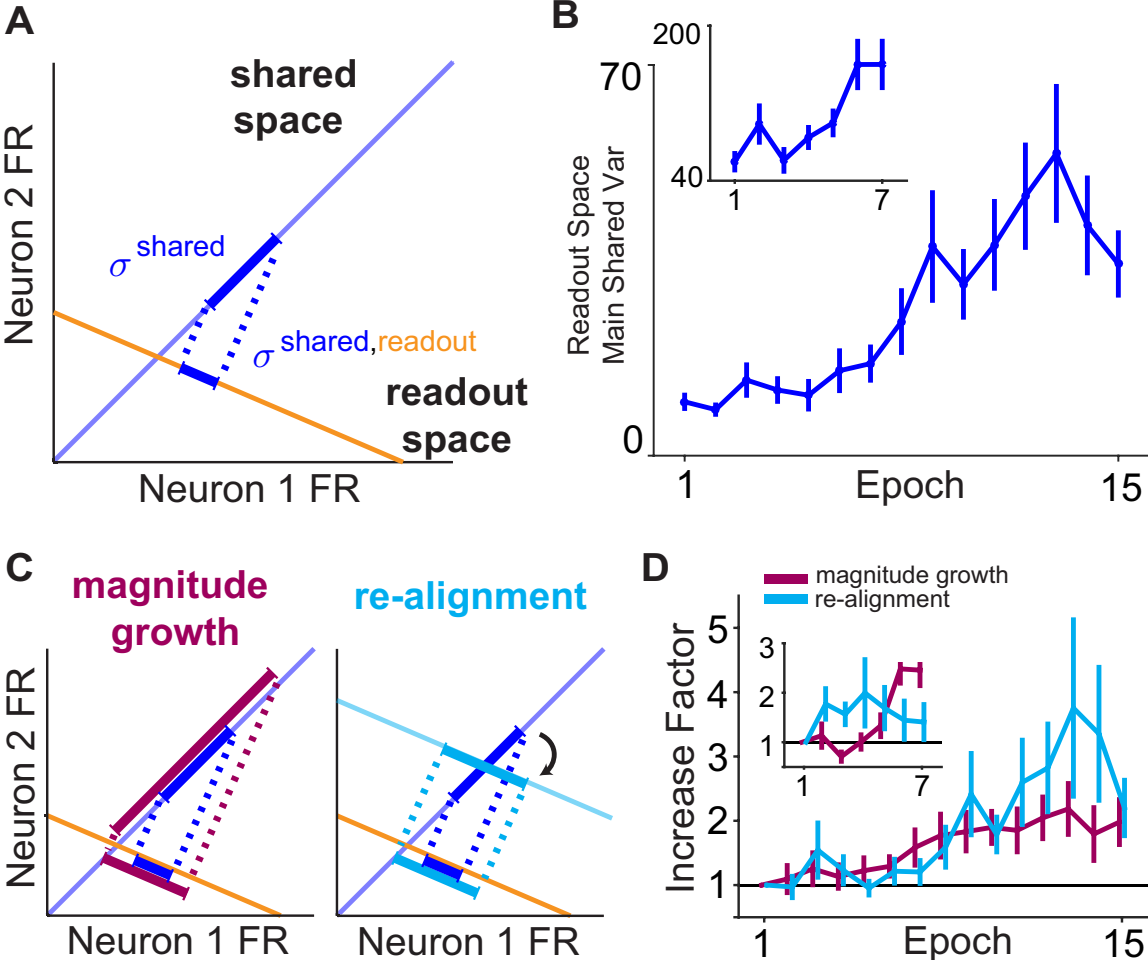 A
shared
space
Neuron 2 FR
σ shared
σ shared,readout
readout
space
Neuron 1 FR
B
200
40
1
7
70
0
Readout Space
Main Shared Var
1
Epoch
15
C
magnitude
growth
re-alignment
Neuron 2 FR
Neuron 1 FR
Neuron 1 FR
D
magnitude growth
re-alignment
3
2
1
1
7
5
4
3
2
1
Increase Factor
1
Epoch
15